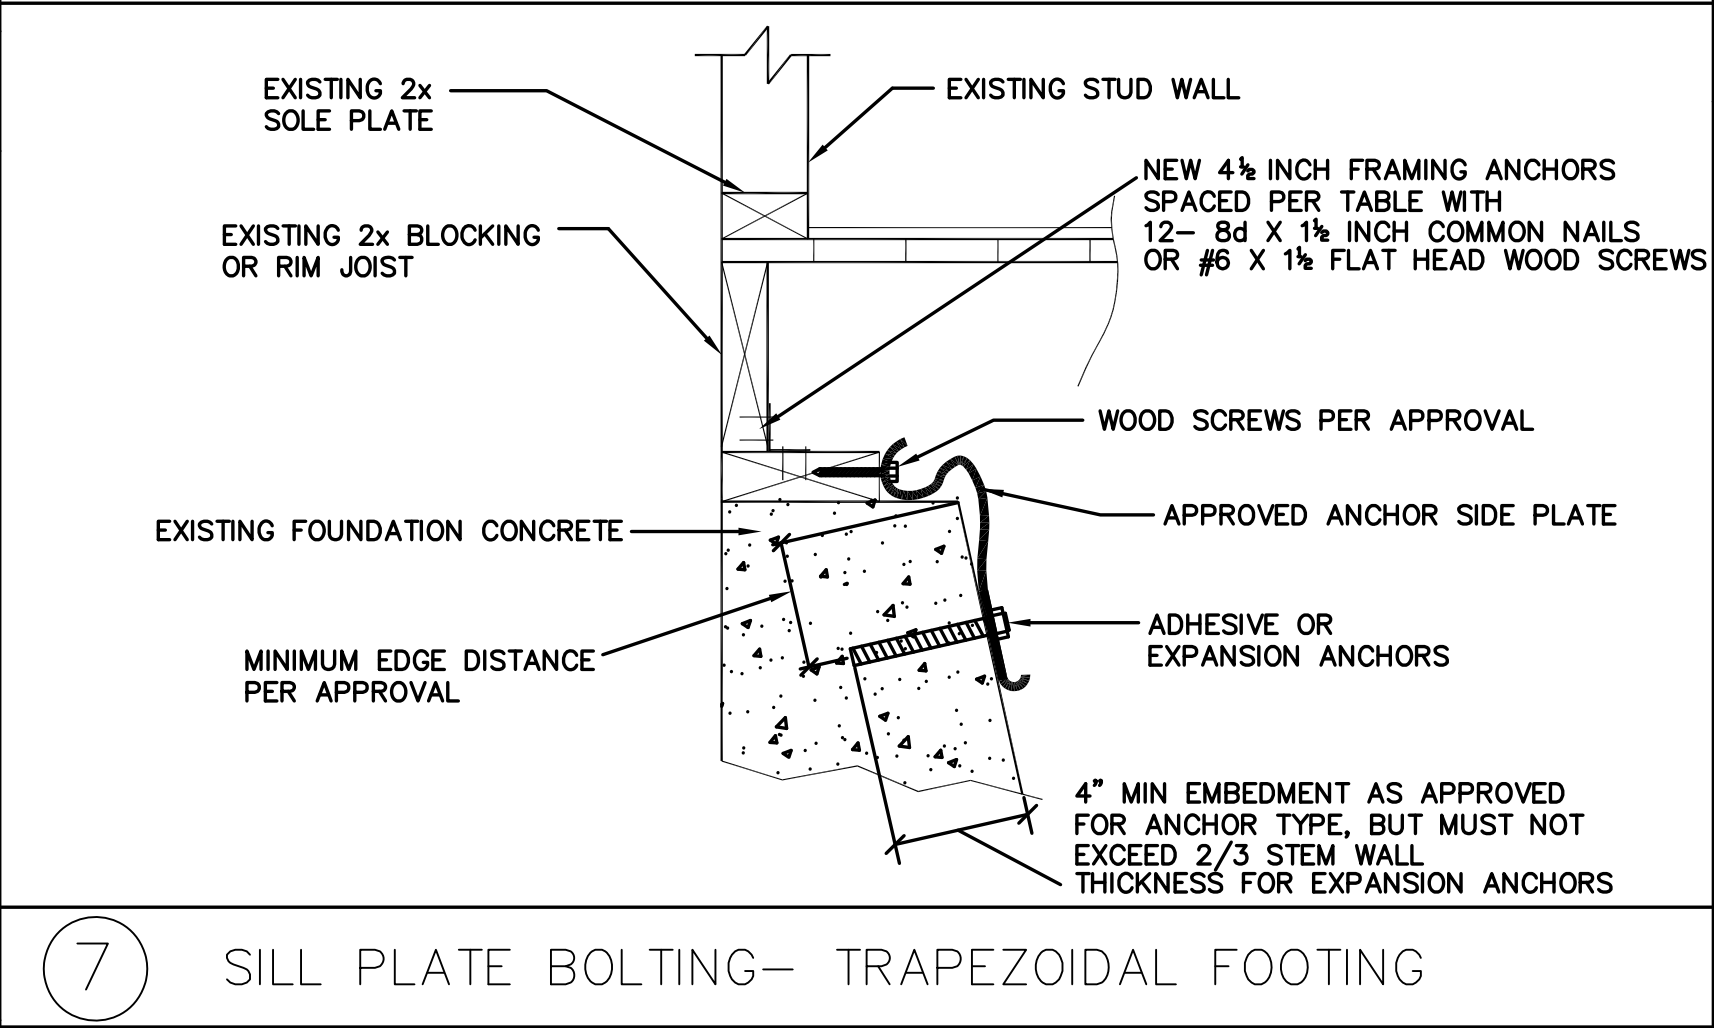 EXISTING 2x
SOLE PLATE
EXISTING STUD WALL
NEW 4½ INCH FRAMING ANCHORS
SPACED PER TABLE WITH
12- 8d X 1½ INCH COMMON NAILS
OR #6 X 1½ FLAT HEAD WOOD SCREWS
EXISTING 2x BLOCKING
OR RIM JOIST
WOOD SCREWS PER APPROVAL
APPROVED ANCHOR SIDE PLATE
EXISTING FOUNDATION CONCRETE
ADHESIVE OR
EXPANSION ANCHORS
MINIMUM EDGE DISTANCE
PER APPROVAL
4” MIN EMBEDMENT AS APPROVED
FOR ANCHOR TYPE, BUT MUST NOT
EXCEED 2/3 STEM WALL
THICKNESS FOR EXPANSION ANCHORS
7 SILL PLATE BOLTING- TRAPEZOIDAL FOOTING